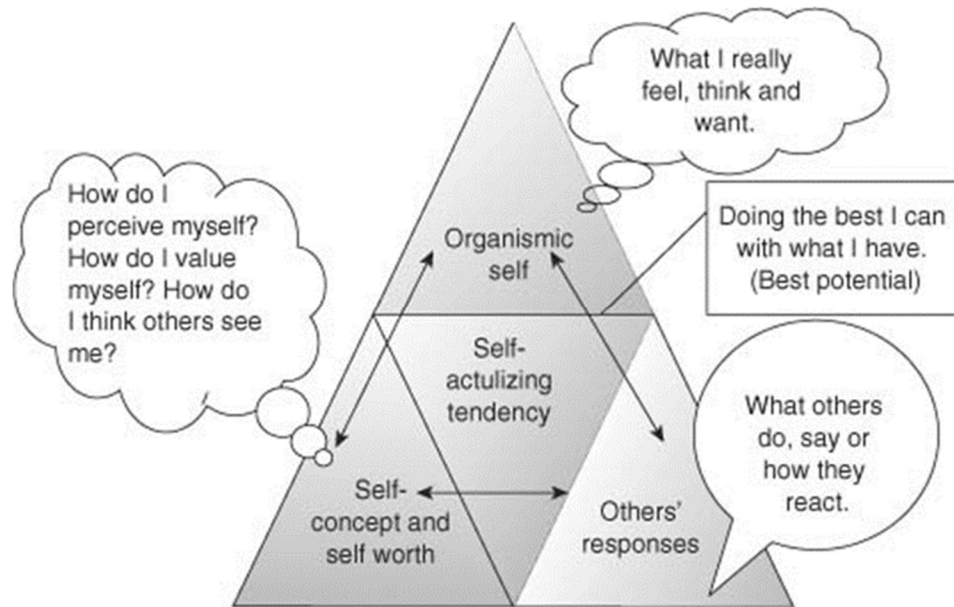 What I really
feel, think and
want.
How do I
perceive myself?
How do I value
myself? How do
I think others see
me?
Doing the best I can
with what I have.
(Best potential)
Organismic
self
Self-
actulizing
tendency
What others
do, say or
how they
react.
Self-
concept and
self worth
Others'
responses